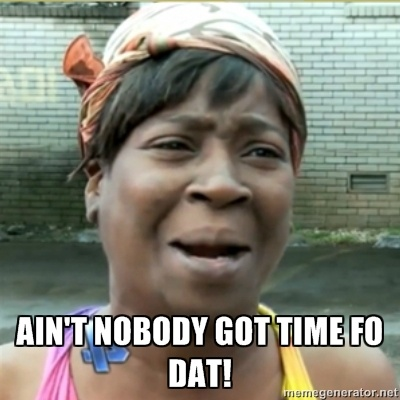 AIN'T NOBODY GOT TIME FO
DAT!
memegenerator.net